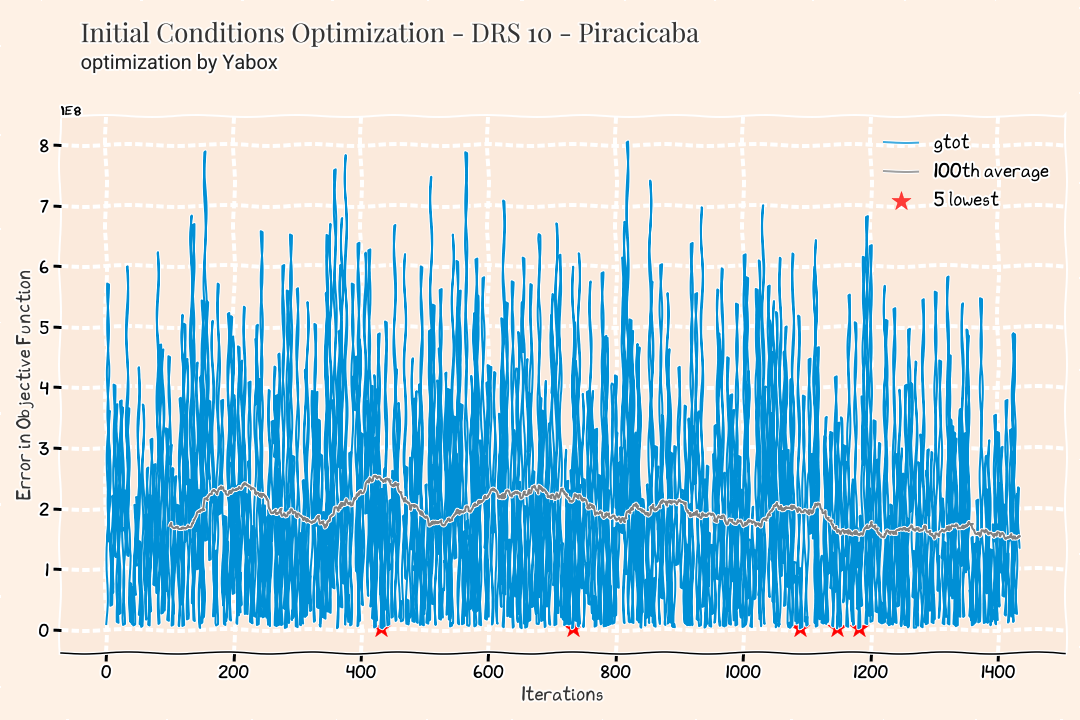 Initial Conditions Optimization - DRS 10 - Piracicaba
optimization by Yabox
1E8
gtot
100th average
5 lowest
8
7
6
5
4
3
2
1
0
Error in Objective Function
0 200 400 600 800 1000 1200 1400
Iterations